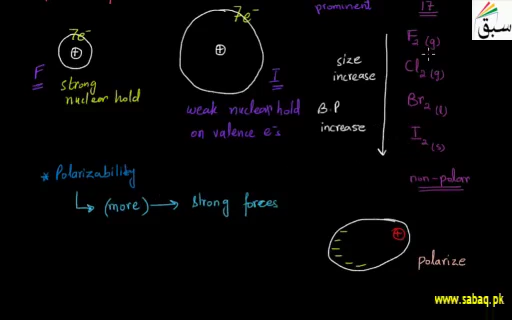 7e⁻
7e⁻
prominent
17
سبق
+
+
F
I
strong
nuclear hold
weak nuclear hold
on valence e⁻s
size
increase
B.P
increase
F₂ (g)
Cl₂ (g)
Br₂ (l)
I₂ (s)
non-polar
* Polarizability
(more) → strong forces
− − − − −
+
polarize
www.sabaq.pk